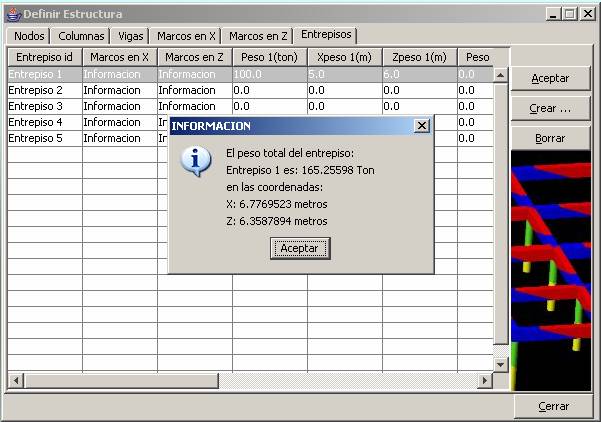 Definir Estructura
Nodos Columnas Vigas Marcos en X Marcos en Z Entrepisos
Entrepiso id Marcos en X Marcos en Z Peso 1(ton) Xpeso 1(m) Zpeso 1(m) Peso
Entrepiso 1 Informacion Informacion 100.0 5.0 6.0 0.0
Entrepiso 2 Informacion Informacion 0.0 0.0 0.0 0.0
Entrepiso 3 Informacion Informacion 0.0 0.0 0.0 0.0
Entrepiso 4 Informacion 0.0
Entrepiso 5 Informacion 0.0
Aceptar
Crear ...
Borrar
INFORMACION
El peso total del entrepiso:
Entrepiso 1 es: 165.25598 Ton
en las coordenadas:
X: 6.7769523 metros
Z: 6.3587894 metros
Aceptar
Cerrar